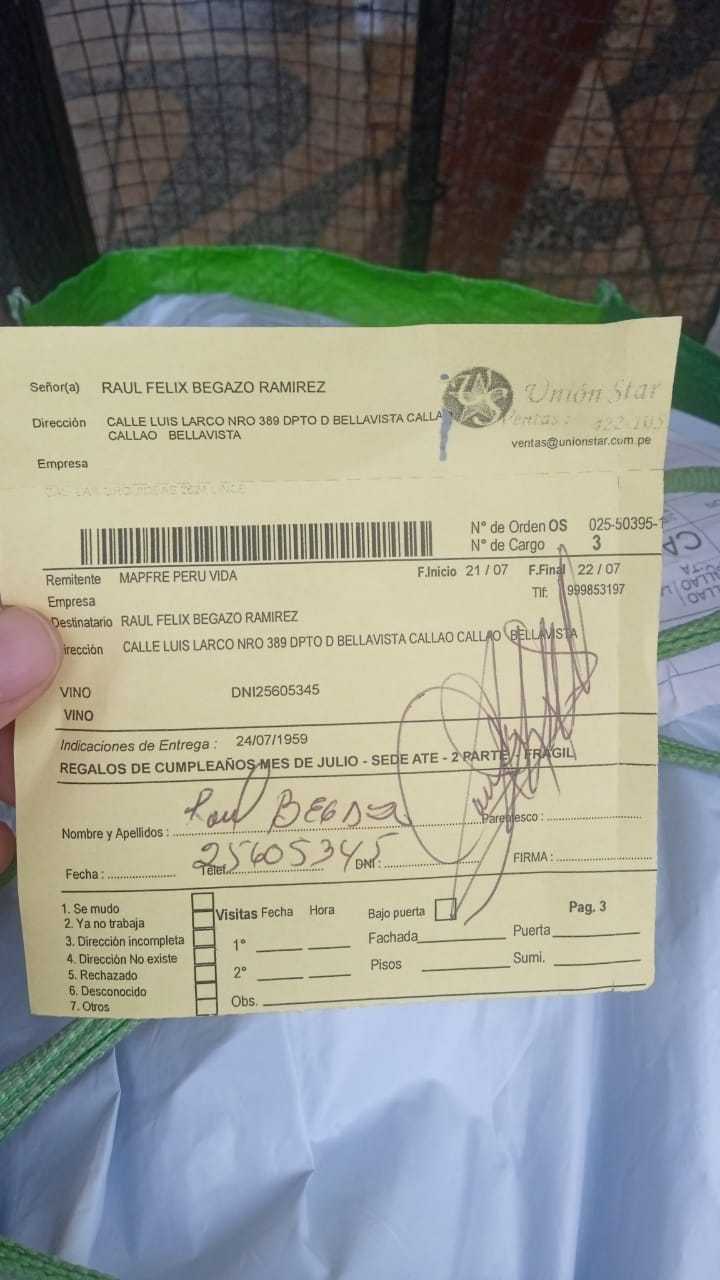 Señor(a) RAUL FELIX BEGAZO RAMIREZ
Unión Star
Dirección CALLE LUIS LARCO NRO 389 DPTO D BELLAVISTA CALLA
Ventas :
CALLAO BELLAVISTA
ventas@unionstar.com.pe
Empresa
N° de Orden OS 025-50395-1
N° de Cargo 3
Remitente MAPFRE PERU VIDA F.Inicio 21 / 07 F.Final 22 / 07
Empresa Tlf: 999853197
Destinatario RAUL FELIX BEGAZO RAMIREZ
irección CALLE LUIS LARCO NRO 389 DPTO D BELLAVISTA CALLAO CALLAO BELLAVISTA
VINO DNI25605345
VINO
Indicaciones de Entrega : 24/07/1959
REGALOS DE CUMPLEAÑOS MES DE JULIO - SEDE ATE - 2 PARTE / FRAGIL
Nombre y Apellidos : Raul Parentesco :
25605345
Fecha : Telef. DNI : FIRMA :
1. Se mudo
2. Ya no trabaja
3. Dirección incompleta
4. Dirección No existe
5. Rechazado
6. Desconocido
7. Otros
Visitas Fecha Hora Bajo puerta Pag. 3
1° Fachada Puerta
2° Pisos Sumi.
Obs.